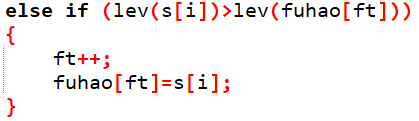 else if (lev(s[i])>lev(fuhao[ft]))
{
ft++;
fuhao[ft]=s[i];
}